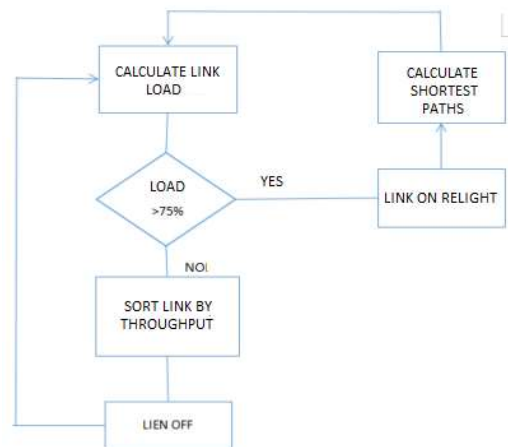 CALCULATE LINK
LOAD
CALCULATE
SHORTEST
PATHS
LOAD
>75%
YES
LINK ON RELIGHT
NO
SORT LINK BY
THROUGHPUT
LIEN OFF